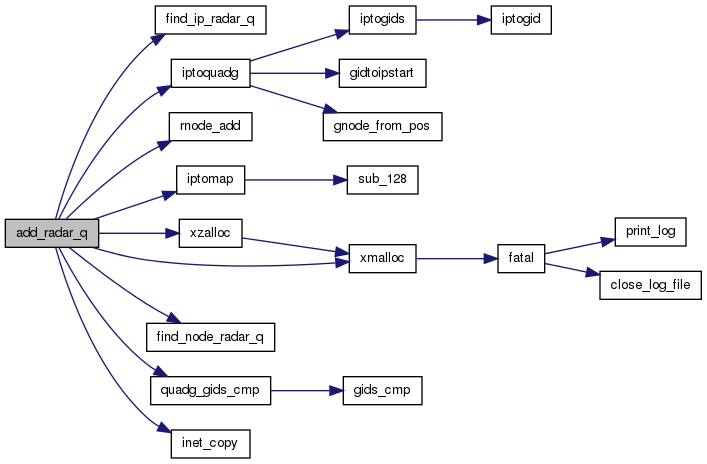 find_ip_radar_q
iptogids
iptogid
iptoquadg
gidtoipstart
rnode_add
gnode_from_pos
iptomap
sub_128
add_radar_q
xzalloc
print_log
xmalloc
fatal
close_log_file
find_node_radar_q
quadg_gids_cmp
gids_cmp
inet_copy